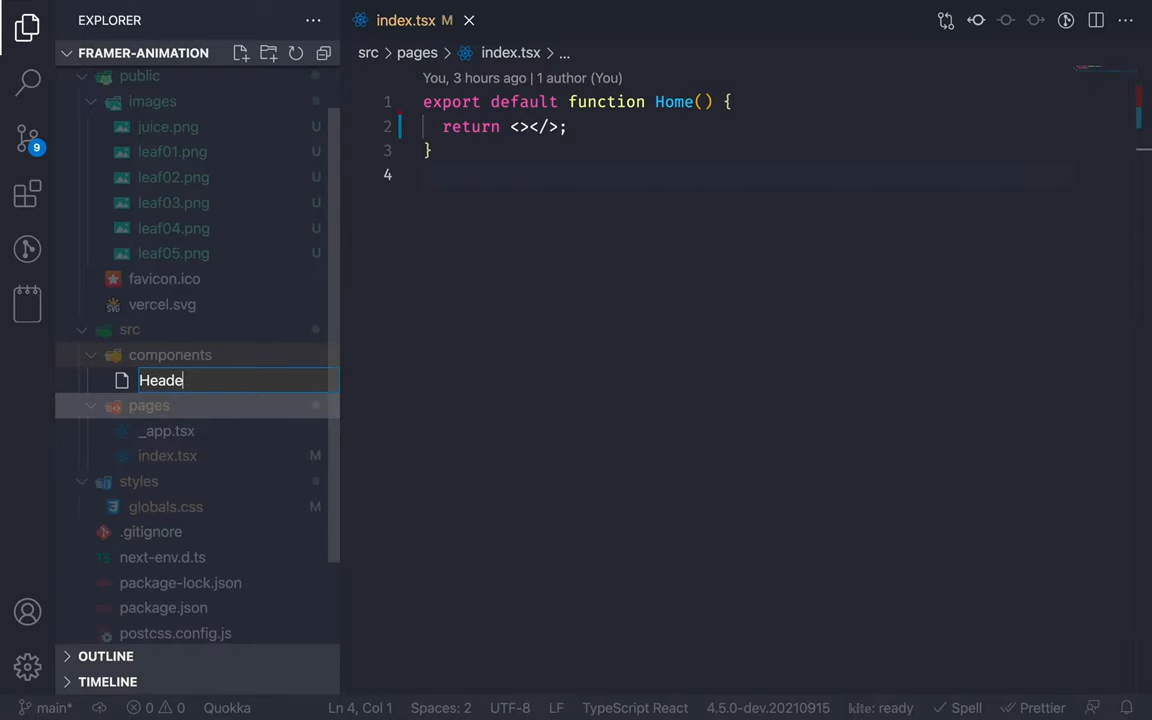 EXPLORER
FRAMER-ANIMATION
public
images
juice.png U
leaf01.png U
leaf02.png U
leaf03.png U
leaf04.png U
leaf05.png U
favicon.ico
vercel.svg
src
components
Heade
pages
_app.tsx
index.tsx M
styles
globals.css M
.gitignore
next-env.d.ts
package-lock.json
package.json
postcss.config.js
OUTLINE
TIMELINE
9
index.tsx M
src > pages > index.tsx > ...
You, 3 hours ago | 1 author (You)
1 export default function Home() {
2 return <></>;
3 }
4
main* 0 0 Quokka Ln 4, Col 1 Spaces: 2 UTF-8 LF TypeScript React 4.5.0-dev.20210915 kite: ready Spell Prettier